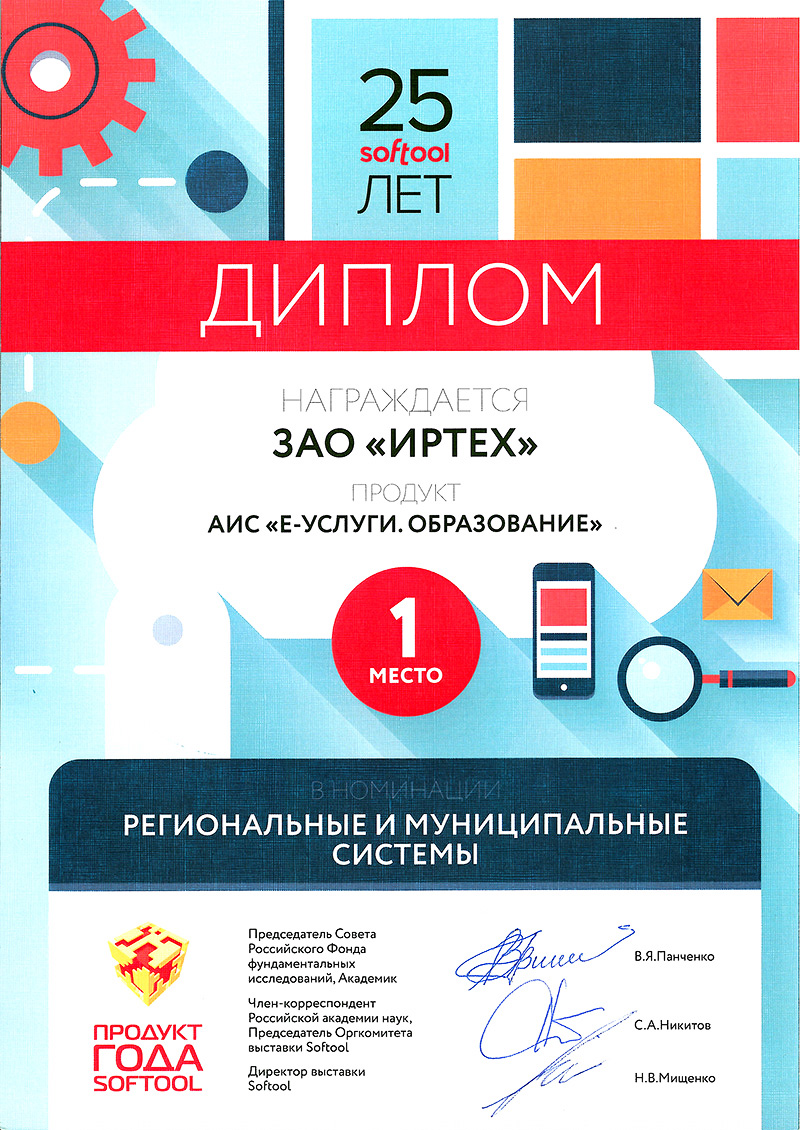 25
softool
ЛЕТ
ДИПЛОМ
НАГРАЖДАЕТСЯ
ЗАО «ИРТЕХ»
ПРОДУКТ
АИС «Е-УСЛУГИ. ОБРАЗОВАНИЕ»
1
МЕСТО
В НОМИНАЦИИ
РЕГИОНАЛЬНЫЕ И МУНИЦИПАЛЬНЫЕ
СИСТЕМЫ
ПРОДУКТ
ГОДА
SOFTOOL
Председатель Совета
Российского Фонда
фундаментальных
исследований, Академик
В.Я.Панченко
Член-корреспондент
Российской академии наук,
Председатель Оргкомитета
выставки Softool
С.А.Никитов
Директор выставки
Softool
Н.В.Мищенко